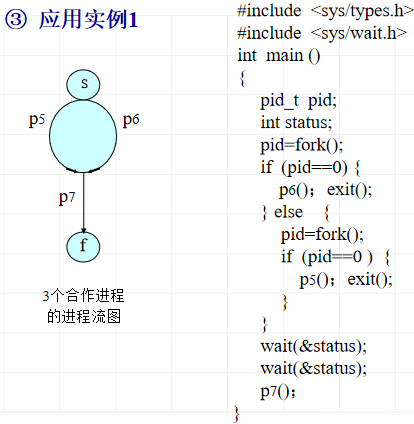 ③ 应用实例1
s
p5
p6
p7
f
3个合作进程
的进程流图
#include <sys/types.h>
#include <sys/wait.h>
int main ()
{
pid_t pid;
int status;
pid=fork();
if (pid==0) {
p6(); exit();
} else {
pid=fork();
if (pid==0 ) {
p5(); exit();
}
}
wait(&status);
wait(&status);
p7();
}